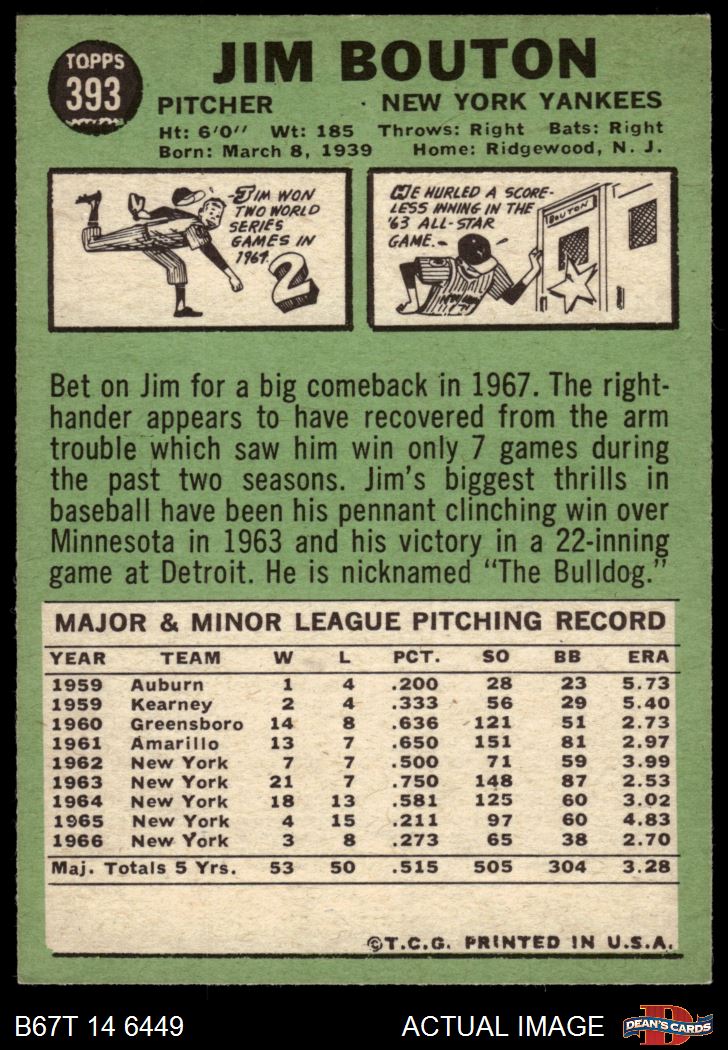 TOPPS
393
JIM BOUTON
PITCHER · NEW YORK YANKEES
Ht: 6'0" Wt: 185 Throws: Right Bats: Right
Born: March 8, 1939 Home: Ridgewood, N. J.
JIM WON
TWO WORLD
SERIES
GAMES IN
1964.
2
HE HURLED A SCORE-
LESS INNING IN THE
'63 ALL-STAR
GAME.
BOUTON
NEW YORK
Bet on Jim for a big comeback in 1967. The right-
hander appears to have recovered from the arm
trouble which saw him win only 7 games during
the past two seasons. Jim's biggest thrills in
baseball have been his pennant clinching win over
Minnesota in 1963 and his victory in a 22-inning
game at Detroit. He is nicknamed "The Bulldog."
MAJOR & MINOR LEAGUE PITCHING RECORD
YEAR TEAM W L PCT. SO BB ERA
1959 Auburn 1 4 .200 28 23 5.73
1959 Kearney 2 4 .333 56 29 5.40
1960 Greensboro 14 8 .636 121 51 2.73
1961 Amarillo 13 7 .650 151 81 2.97
1962 New York 7 7 .500 71 59 3.99
1963 New York 21 7 .750 148 87 2.53
1964 New York 18 13 .581 125 60 3.02
1965 New York 4 15 .211 97 60 4.83
1966 New York 3 8 .273 65 38 2.70
Maj. Totals 5 Yrs. 53 50 .515 505 304 3.28
©T.C.G. PRINTED IN U.S.A.
B67T 14 6449 ACTUAL IMAGE
D
DEAN'S CARDS